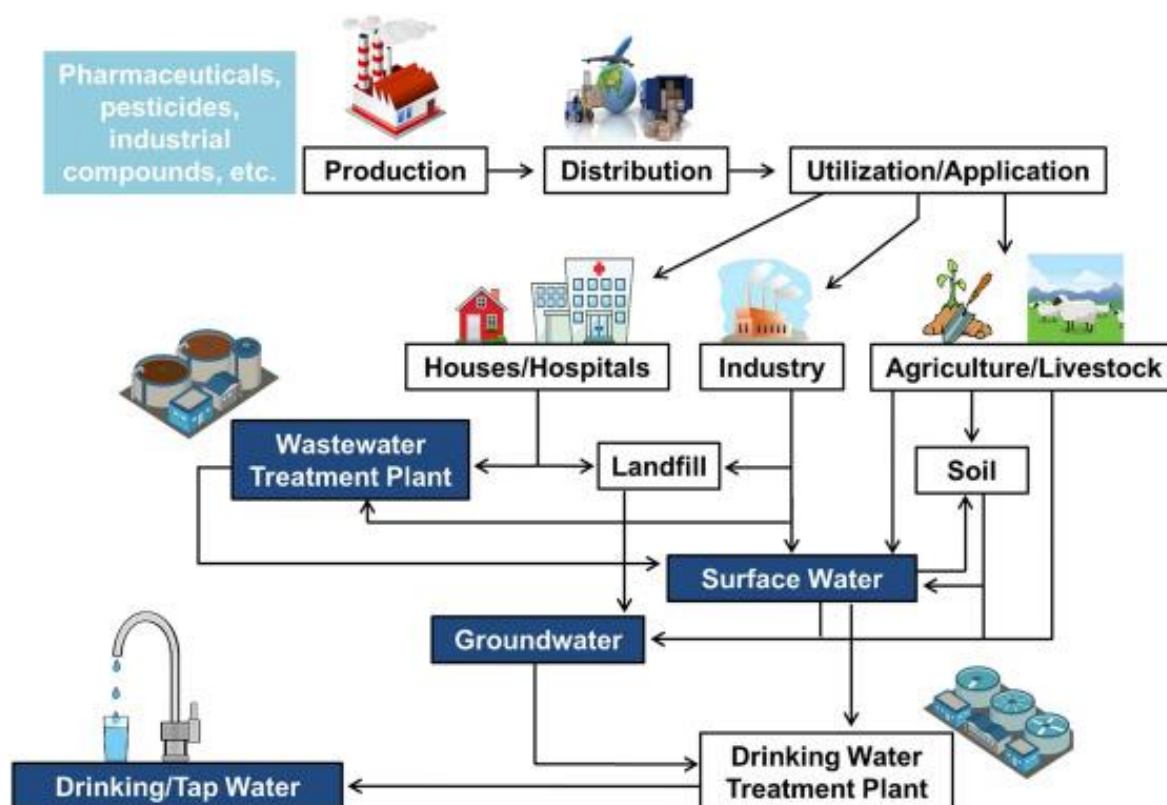 Pharmaceuticals,
pesticides,
industrial
compounds, etc.
Production
Distribution
Utilization/Application
Houses/Hospitals
Industry
Agriculture/Livestock
Wastewater
Treatment Plant
Landfill
Soil
Surface Water
Groundwater
Drinking/Tap Water
Drinking Water
Treatment Plant